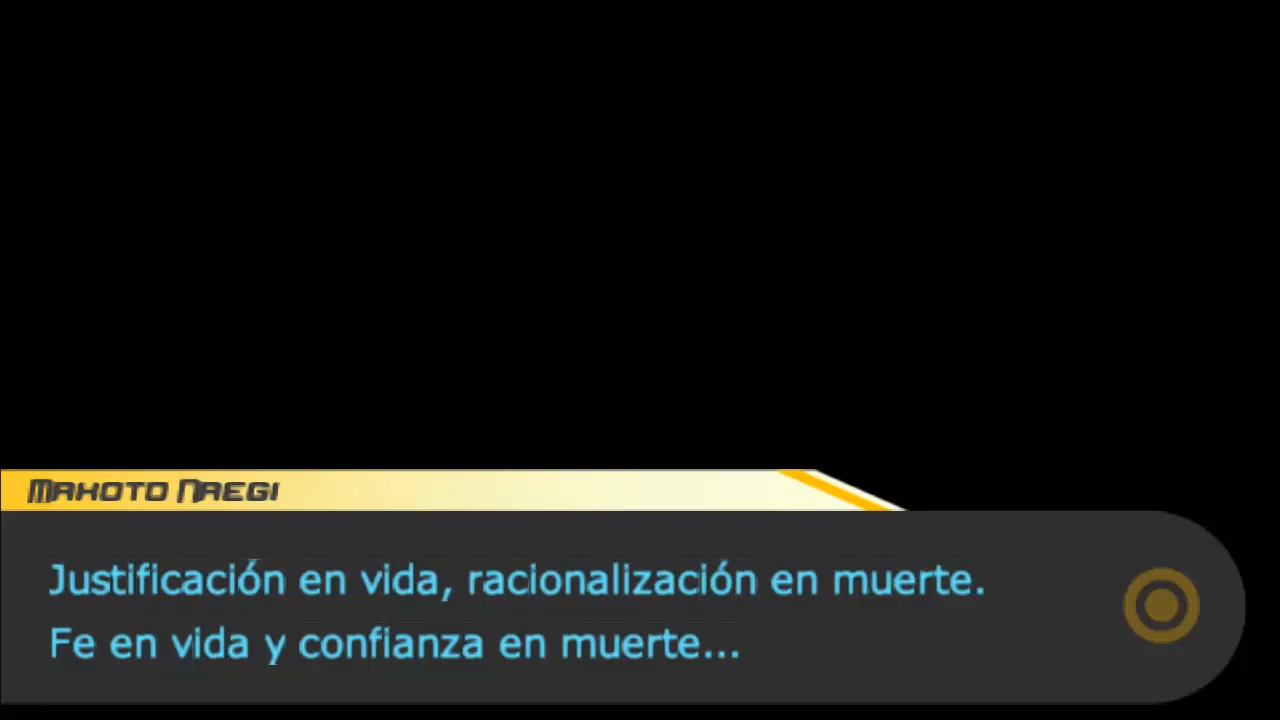 Makoto Naegi
Justificación en vida, racionalización en muerte.
Fe en vida y confianza en muerte...